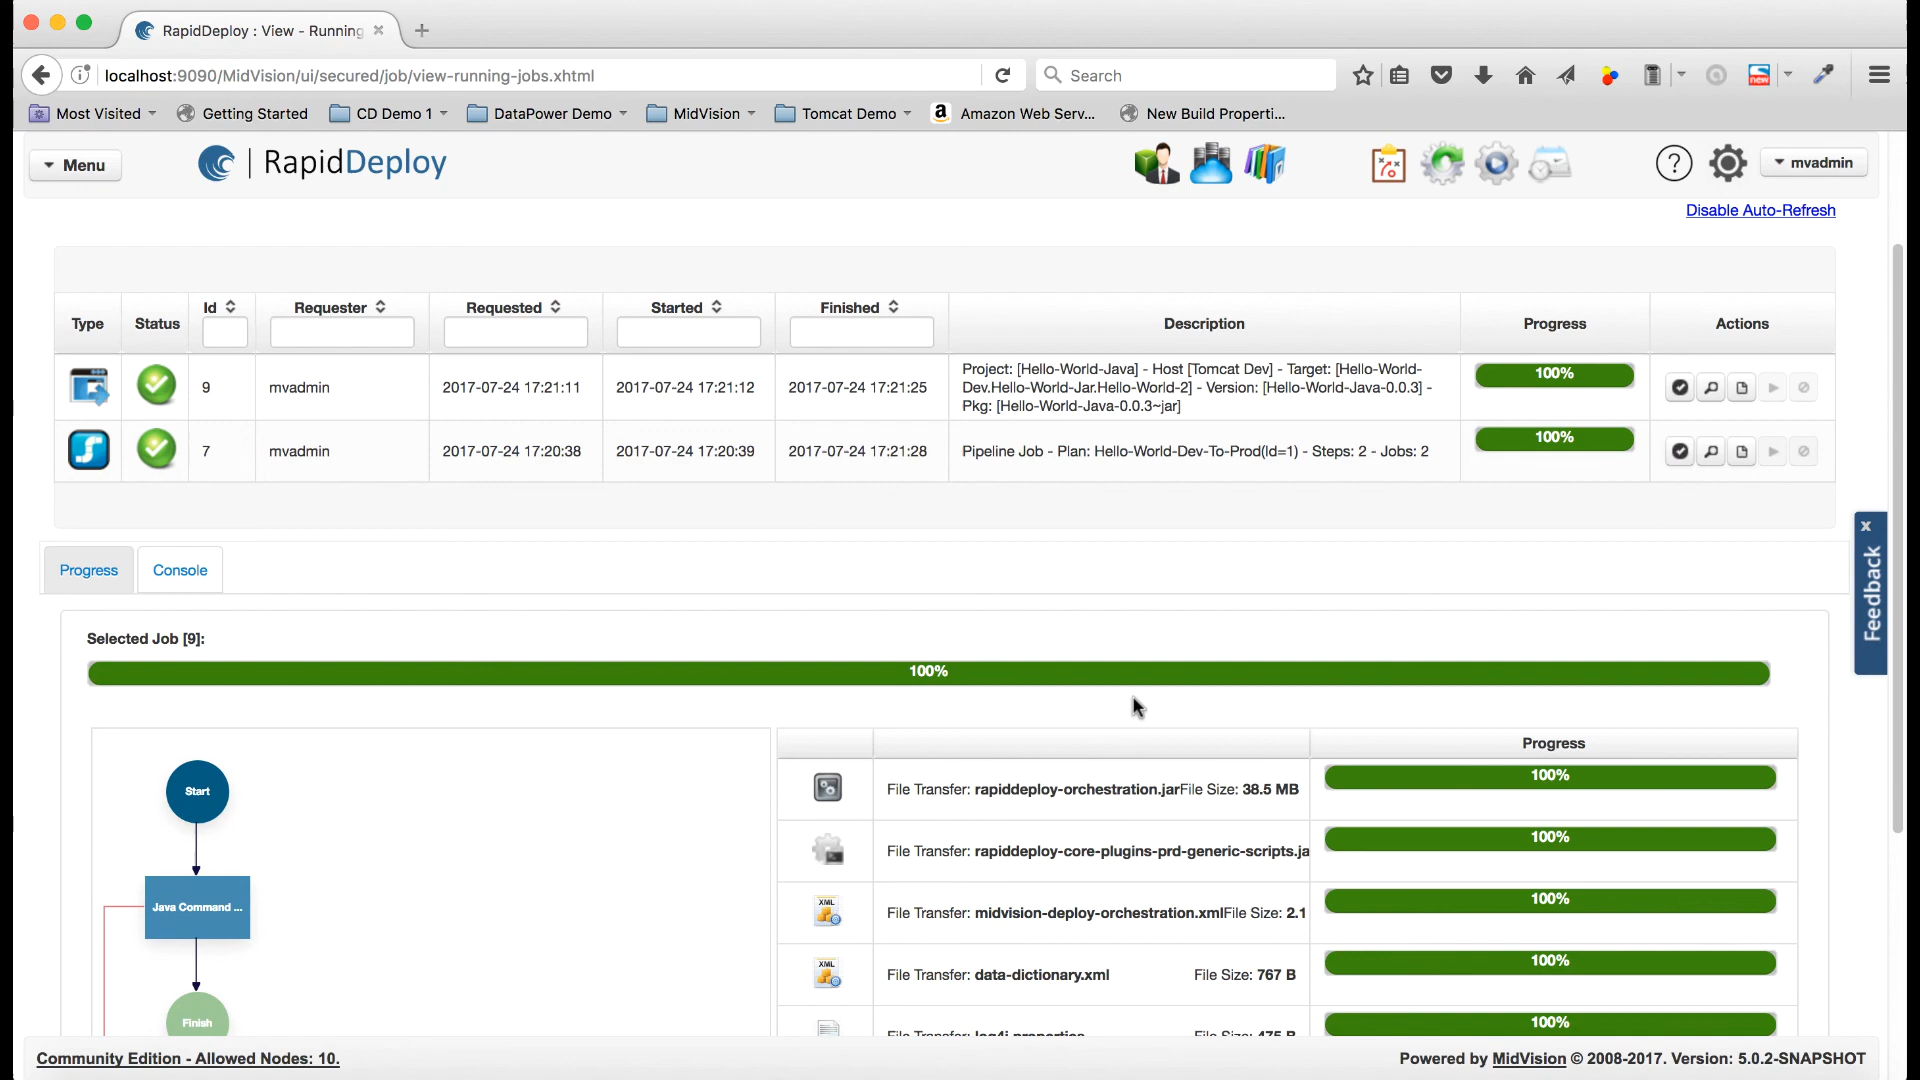 RapidDeploy : View - Running
localhost:9090/MidVision/ui/secured/job/view-running-jobs.xhtml
Search
new
Most Visited
Getting Started
CD Demo 1
DataPower Demo
MidVision
Tomcat Demo
Amazon Web Serv...
New Build Properti...
Menu
| RapidDeploy
mvadmin
Disable Auto-Refresh
Type Status Id Requester Requested Started Finished Description Progress Actions
9 mvadmin 2017-07-24 17:21:11 2017-07-24 17:21:12 2017-07-24 17:21:25
Project: [Hello-World-Java] - Host [Tomcat Dev] - Target: [Hello-World-
Dev.Hello-World-Jar.Hello-World-2] - Version: [Hello-World-Java-0.0.3] -
Pkg: [Hello-World-Java-0.0.3~jar]
100%
7 mvadmin 2017-07-24 17:20:38 2017-07-24 17:20:39 2017-07-24 17:21:28 Pipeline Job - Plan: Hello-World-Dev-To-Prod(Id=1) - Steps: 2 - Jobs: 2 100%
x Feedback
Progress Console
Selected Job [9]:
100%
Start
Java Command ...
Finish
Progress
File Transfer: rapiddeploy-orchestration.jarFile Size: 38.5 MB 100%
File Transfer: rapiddeploy-core-plugins-prd-generic-scripts.ja 100%
XML File Transfer: midvision-deploy-orchestration.xmlFile Size: 2.1 100%
XML File Transfer: data-dictionary.xml File Size: 767 B 100%
File Transfer: log4j.properties File Size: 475 B 100%
Community Edition - Allowed Nodes: 10.
Powered by MidVision © 2008-2017. Version: 5.0.2-SNAPSHOT